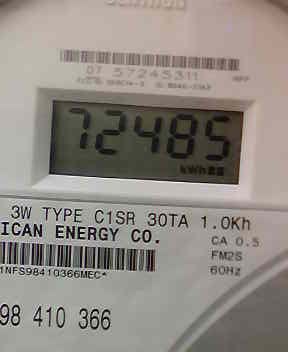 07 57245311
72485
kWh
3W TYPE C1SR 30TA 1.0Kh
ICAN ENERGY CO.
CA 0.5
FM2S
60Hz
1NFS98410366MEC*
98 410 366